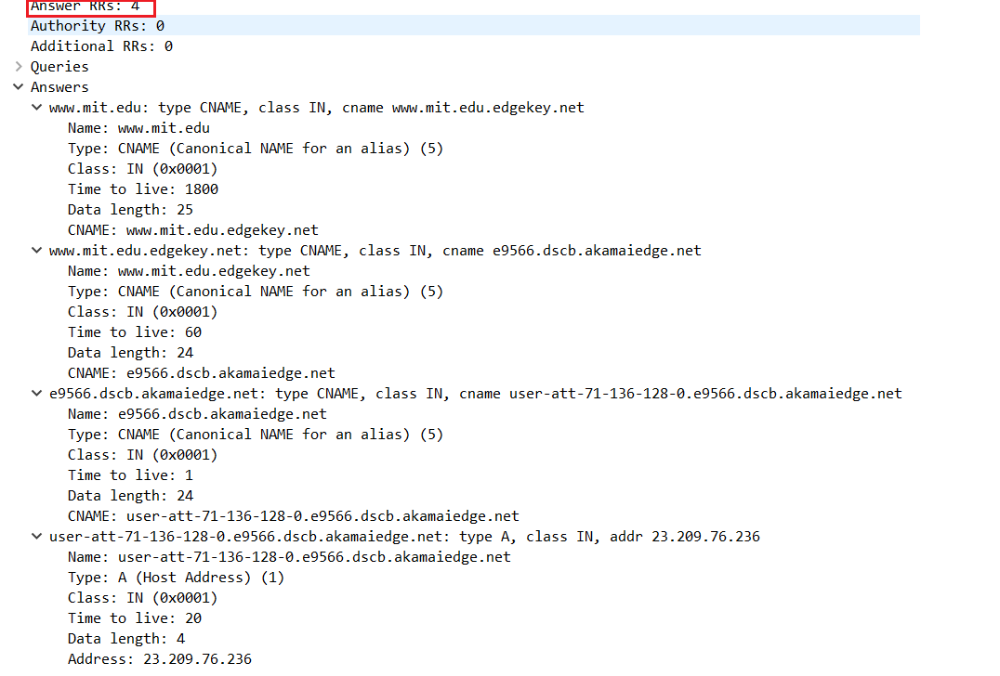 Answer RRs: 4
Authority RRs: 0
Additional RRs: 0
Queries
Answers
www.mit.edu: type CNAME, class IN, cname www.mit.edu.edgekey.net
Name: www.mit.edu
Type: CNAME (Canonical NAME for an alias) (5)
Class: IN (0x0001)
Time to live: 1800
Data length: 25
CNAME: www.mit.edu.edgekey.net
www.mit.edu.edgekey.net: type CNAME, class IN, cname e9566.dscb.akamaiedge.net
Name: www.mit.edu.edgekey.net
Type: CNAME (Canonical NAME for an alias) (5)
Class: IN (0x0001)
Time to live: 60
Data length: 24
CNAME: e9566.dscb.akamaiedge.net
e9566.dscb.akamaiedge.net: type CNAME, class IN, cname user-att-71-136-128-0.e9566.dscb.akamaiedge.net
Name: e9566.dscb.akamaiedge.net
Type: CNAME (Canonical NAME for an alias) (5)
Class: IN (0x0001)
Time to live: 1
Data length: 24
CNAME: user-att-71-136-128-0.e9566.dscb.akamaiedge.net
user-att-71-136-128-0.e9566.dscb.akamaiedge.net: type A, class IN, addr 23.209.76.236
Name: user-att-71-136-128-0.e9566.dscb.akamaiedge.net
Type: A (Host Address) (1)
Class: IN (0x0001)
Time to live: 20
Data length: 4
Address: 23.209.76.236